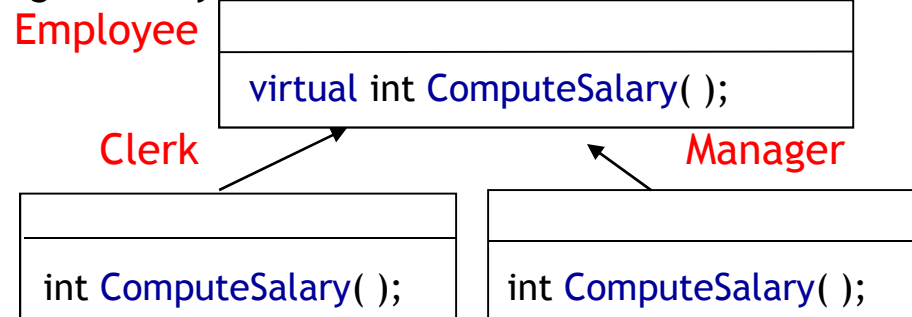 Employee
virtual int ComputeSalary( );
Clerk
Manager
int ComputeSalary( );
int ComputeSalary( );